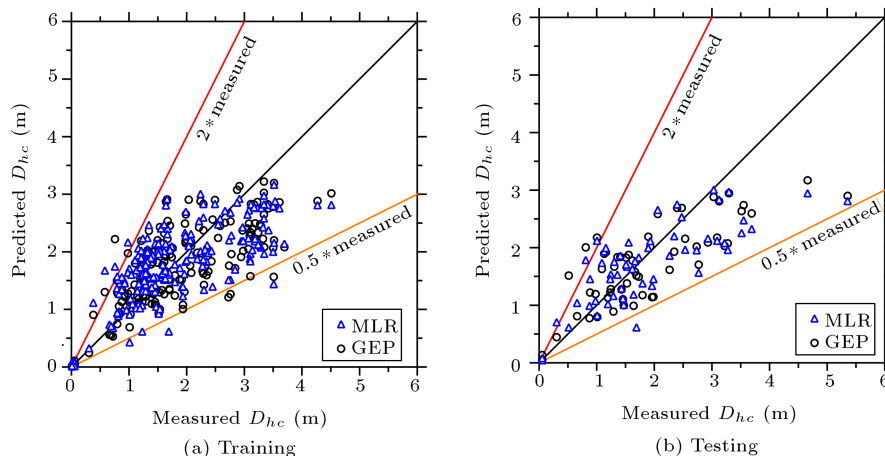 6
5
4
3
2
1
0
0 1 2 3 4 5 6
Predicted D_hc (m)
Measured D_hc (m)
2 * measured
0.5 * measured
MLR
GEP
(a) Training
6
5
4
3
2
1
0
0 1 2 3 4 5 6
Predicted D_hc (m)
Measured D_hc (m)
2 * measured
0.5 * measured
MLR
GEP
(b) Testing